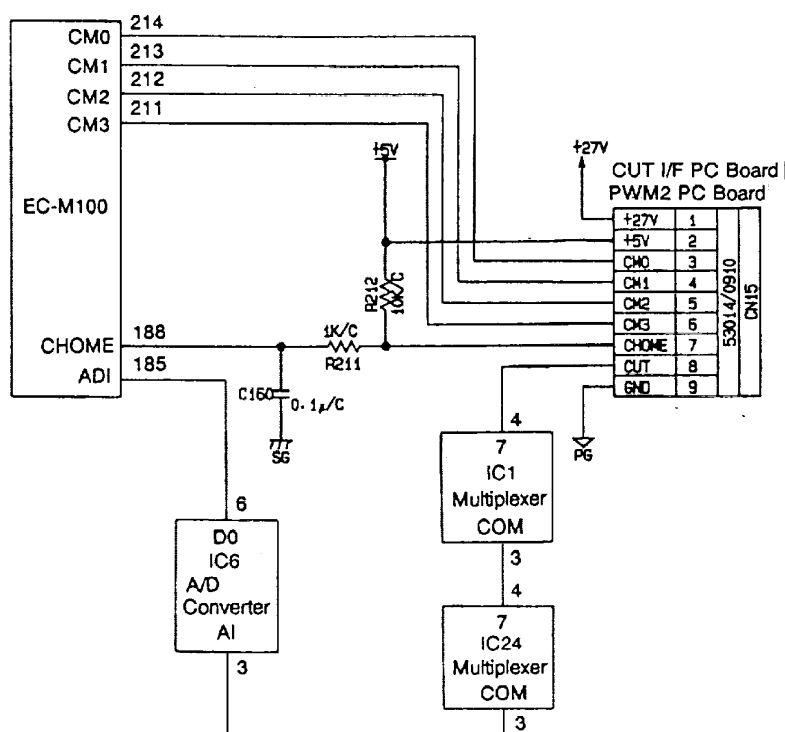 214
CM0
213
CM1
212
CM2
211
CM3
EC-M100
188
CHOME
185
ADI
+5V
R212
10K/C
1K/C
R211
C160
0.1μ/C
SG
+27V
CUT I/F PC Board
PWM2 PC Board
+27V 1
+5V 2
CM0 3
CM1 4
CM2 5
CM3 6
CHOME 7
CUT 8
GND 9
53014/0910
CN15
PG
4
7
IC1
Multiplexer
COM
3
4
7
IC24
Multiplexer
COM
3
6
D0
IC6
A/D
Converter
AI
3